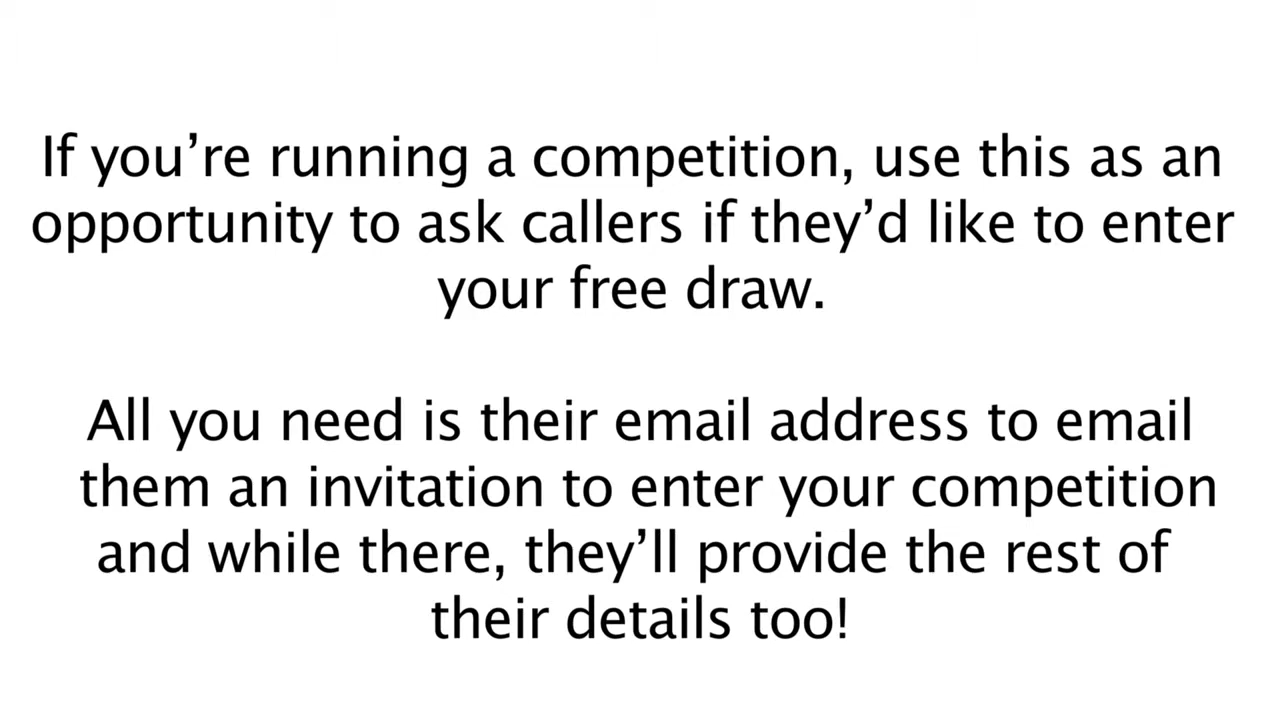 If you’re running a competition, use this as an
opportunity to ask callers if they’d like to enter
your free draw.
All you need is their email address to email
them an invitation to enter your competition
and while there, they’ll provide the rest of
their details too!